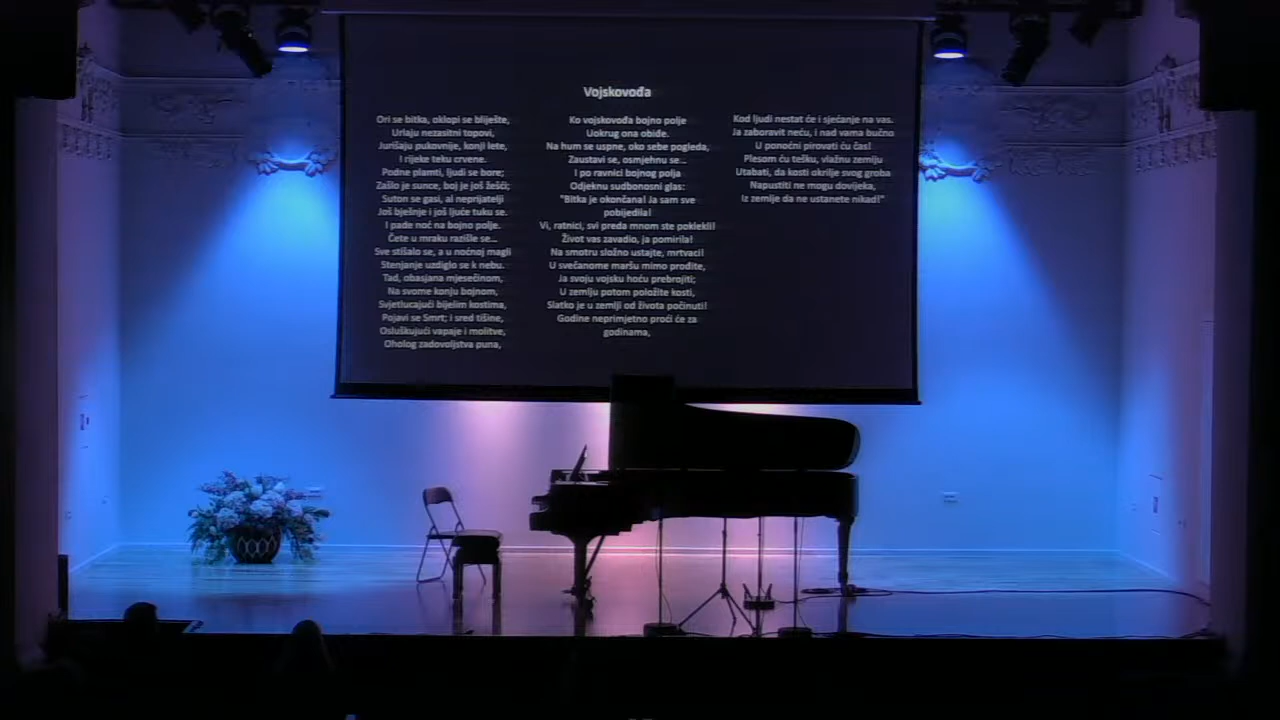 Vojskovođa
Ori se bitka, oklopi se bliješte,
Urlaju nezasitni topovi,
Jurišaju pukovnije, konji lete,
I rijeke teku crvene.
Podne plamti, ljudi se bore;
Zašlo je sunce, boj je još žešći;
Suton se gasi, al neprijatelji
Još bješnje i još ljuće tuku se.
I pade noć na bojno polje.
Čete u mraku razišle se...
Sve stišalo se, a u noćnoj magli
Stenjanje uzdiglo se k nebu.
Tad, obasjana mjesečinom,
Na svome konju bojnom,
Svjetlucajući bijelim kostima,
Pojavi se Smrt; i sred tišine,
Osluškujući vapaje i molitve,
Oholog zadovoljstva puna,
Ko vojskovođa bojno polje
Uokrug ona obiđe.
Na hum se uspne, oko sebe pogleda,
Zaustavi se, osmjehnu se...
I po ravnici bojnog polja
Odjeknu sudbonosni glas:
"Bitka je okončana! Ja sam sve
pobijedila!
Vi, ratnici, svi preda mnom ste poklekli!
Život vas zavadio, ja pomirila!
Na smotru složno ustajte, mrtvaci!
U svečanome maršu mimo prođite,
Ja svoju vojsku hoću prebrojiti;
U zemlju potom položite kosti,
Slatko je u zemlji od života počinuti!
Godine neprimjetno proći će za
godinama,
Kod ljudi nestat će i sjećanje na vas.
Ja zaboravit neću, i nad vama bučno
U ponoćni pirovati ću čas!
Plesom ću tešku, vlažnu zemlju
Utabati, da kosti okrilje svog groba
Napustiti ne mogu dovijeka,
Iz zemlje da ne ustanete nikad!"